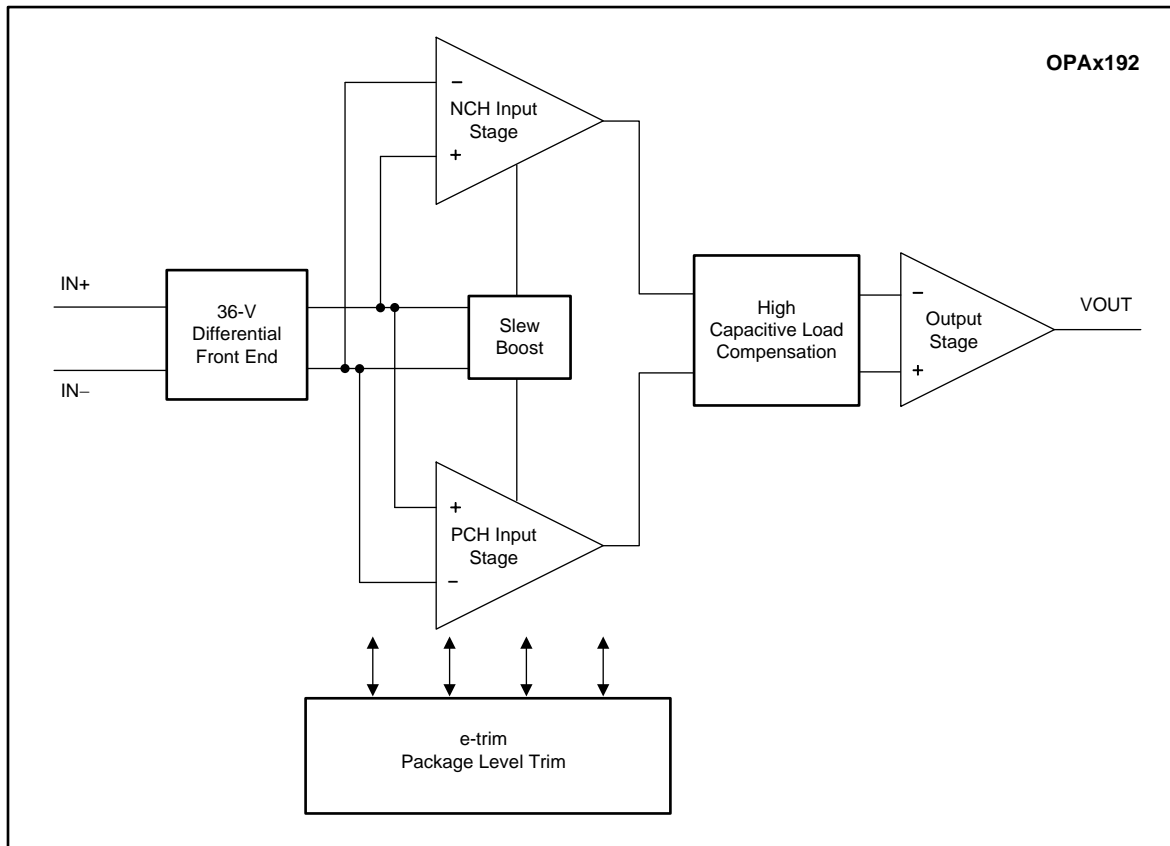 OPAx192
−
NCH Input
Stage
+
IN+
36-V
Differential
Front End
IN−
Slew
Boost
High
Capacitive Load
Compensation
−
Output
Stage
+
VOUT
+
PCH Input
Stage
−
e-trim
Package Level Trim